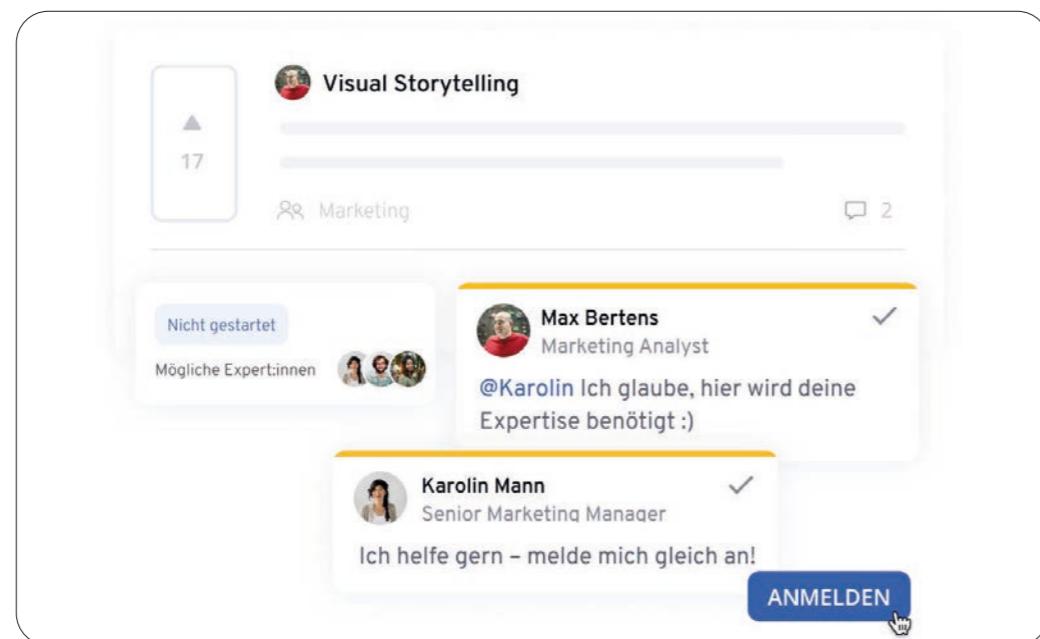 Visual Storytelling
17
Marketing
2
Nicht gestartet
Mögliche Expert:innen
Max Bertens
Marketing Analyst
@Karolin Ich glaube, hier wird deine
Expertise benötigt :)
Karolin Mann
Senior Marketing Manager
Ich helfe gern – melde mich gleich an!
ANMELDEN